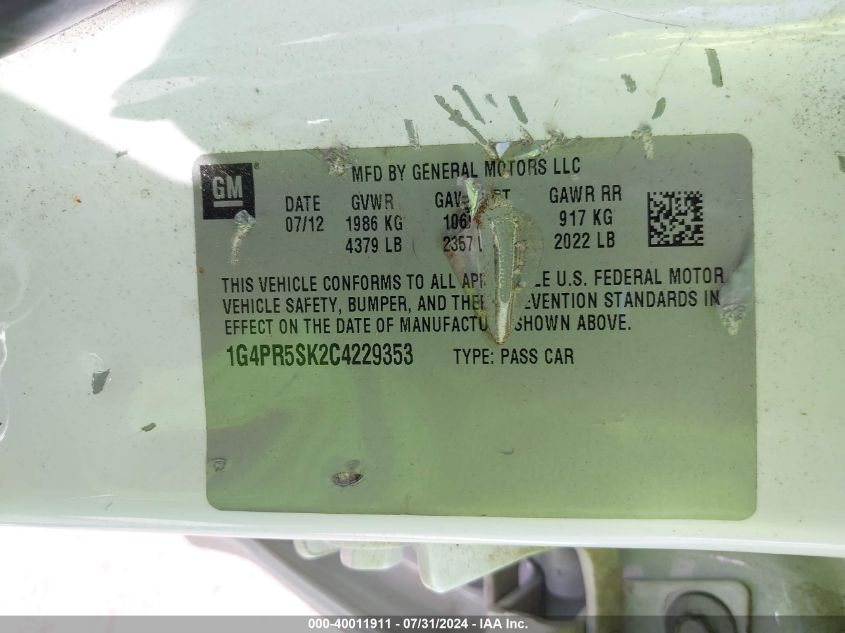 MFD BY GENERAL MOTORS LLC
GM ®
DATE GVWR GAWR RR
07/12 1986 KG 917 KG
4379 LB 2022 LB
THIS VEHICLE CONFORMS TO ALL U.S. FEDERAL MOTOR
VEHICLE SAFETY, BUMPER, AND STANDARDS IN
EFFECT ON THE DATE OF SHOWN ABOVE.
1G4PR5SK2C4229353 TYPE: PASS CAR
000-40011911 - 07/31/2024 - IAA Inc.